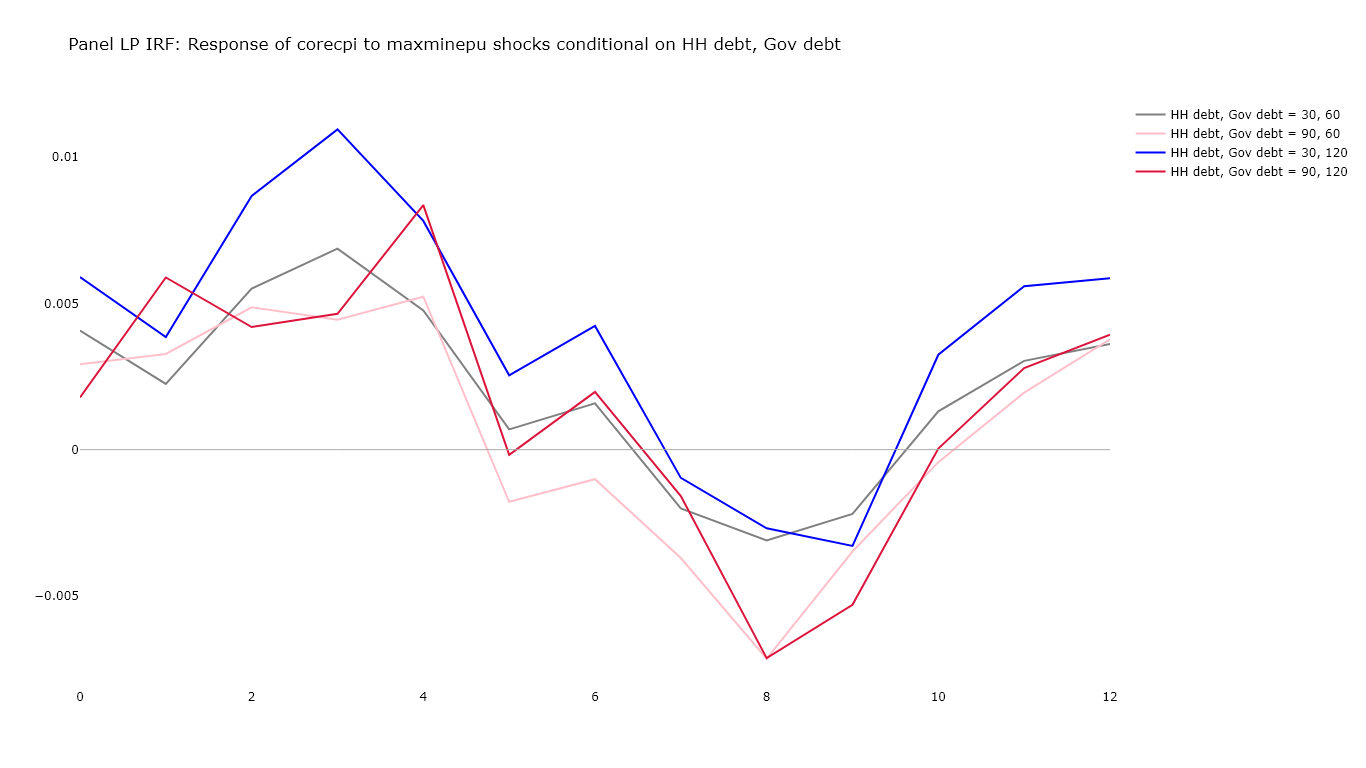 Panel LP IRF: Response of corecpi to maxminepu shocks conditional on HH debt, Gov debt
HH debt, Gov debt = 30, 60
HH debt, Gov debt = 90, 60
HH debt, Gov debt = 30, 120
HH debt, Gov debt = 90, 120
0.01
0.005
0
−0.005
0 2 4 6 8 10 12